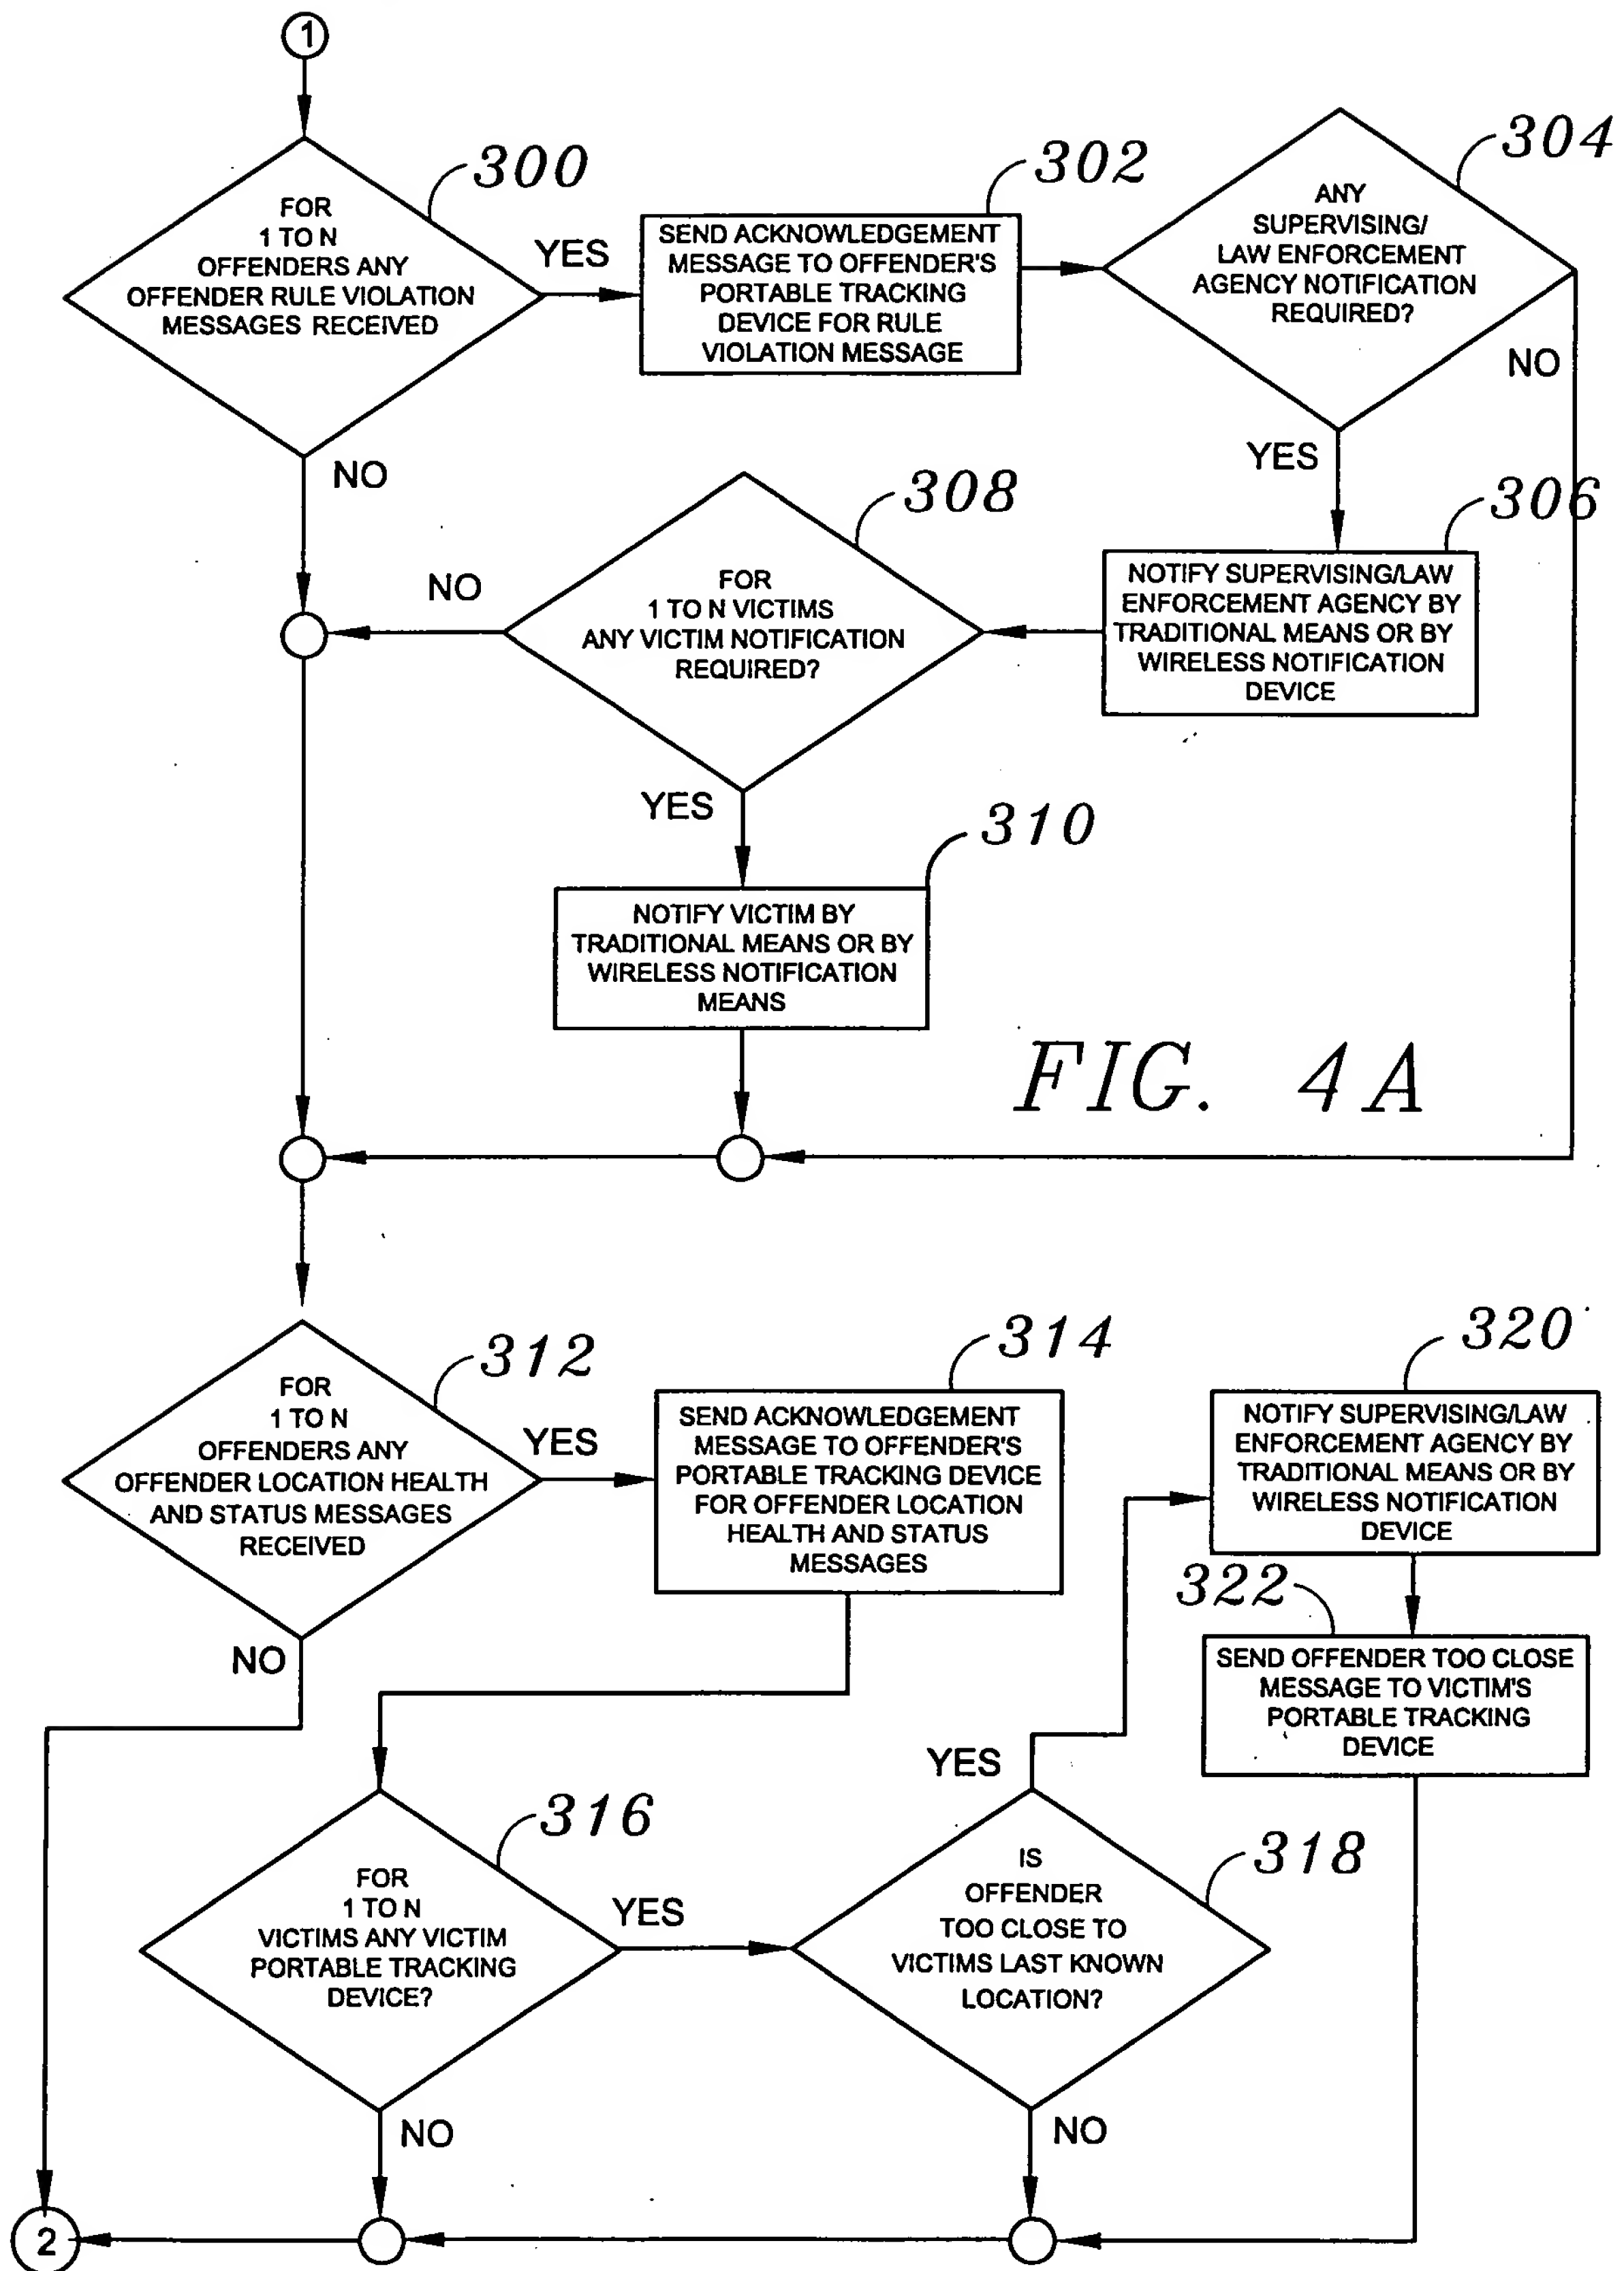 1
300
FOR
1 TO N
OFFENDERS ANY
OFFENDER RULE VIOLATION
MESSAGES RECEIVED
YES
NO
302
SEND ACKNOWLEDGEMENT
MESSAGE TO OFFENDER'S
PORTABLE TRACKING
DEVICE FOR RULE
VIOLATION MESSAGE
304
ANY
SUPERVISING/
LAW ENFORCEMENT
AGENCY NOTIFICATION
REQUIRED?
NO
YES
306
NOTIFY SUPERVISING/LAW
ENFORCEMENT AGENCY BY
TRADITIONAL MEANS OR BY
WIRELESS NOTIFICATION
DEVICE
308
FOR
1 TO N VICTIMS
ANY VICTIM NOTIFICATION
REQUIRED?
NO
YES
310
NOTIFY VICTIM BY
TRADITIONAL MEANS OR BY
WIRELESS NOTIFICATION
MEANS
FIG. 4A
312
FOR
1 TO N
OFFENDERS ANY
OFFENDER LOCATION HEALTH
AND STATUS MESSAGES
RECEIVED
YES
NO
314
SEND ACKNOWLEDGEMENT
MESSAGE TO OFFENDER'S
PORTABLE TRACKING DEVICE
FOR OFFENDER LOCATION
HEALTH AND STATUS
MESSAGES
316
FOR
1 TO N
VICTIMS ANY VICTIM
PORTABLE TRACKING
DEVICE?
YES
NO
318
IS
OFFENDER
TOO CLOSE TO
VICTIMS LAST KNOWN
LOCATION?
YES
NO
320
NOTIFY SUPERVISING/LAW
ENFORCEMENT AGENCY BY
TRADITIONAL MEANS OR BY
WIRELESS NOTIFICATION
DEVICE
322
SEND OFFENDER TOO CLOSE
MESSAGE TO VICTIM'S
PORTABLE TRACKING
DEVICE
2